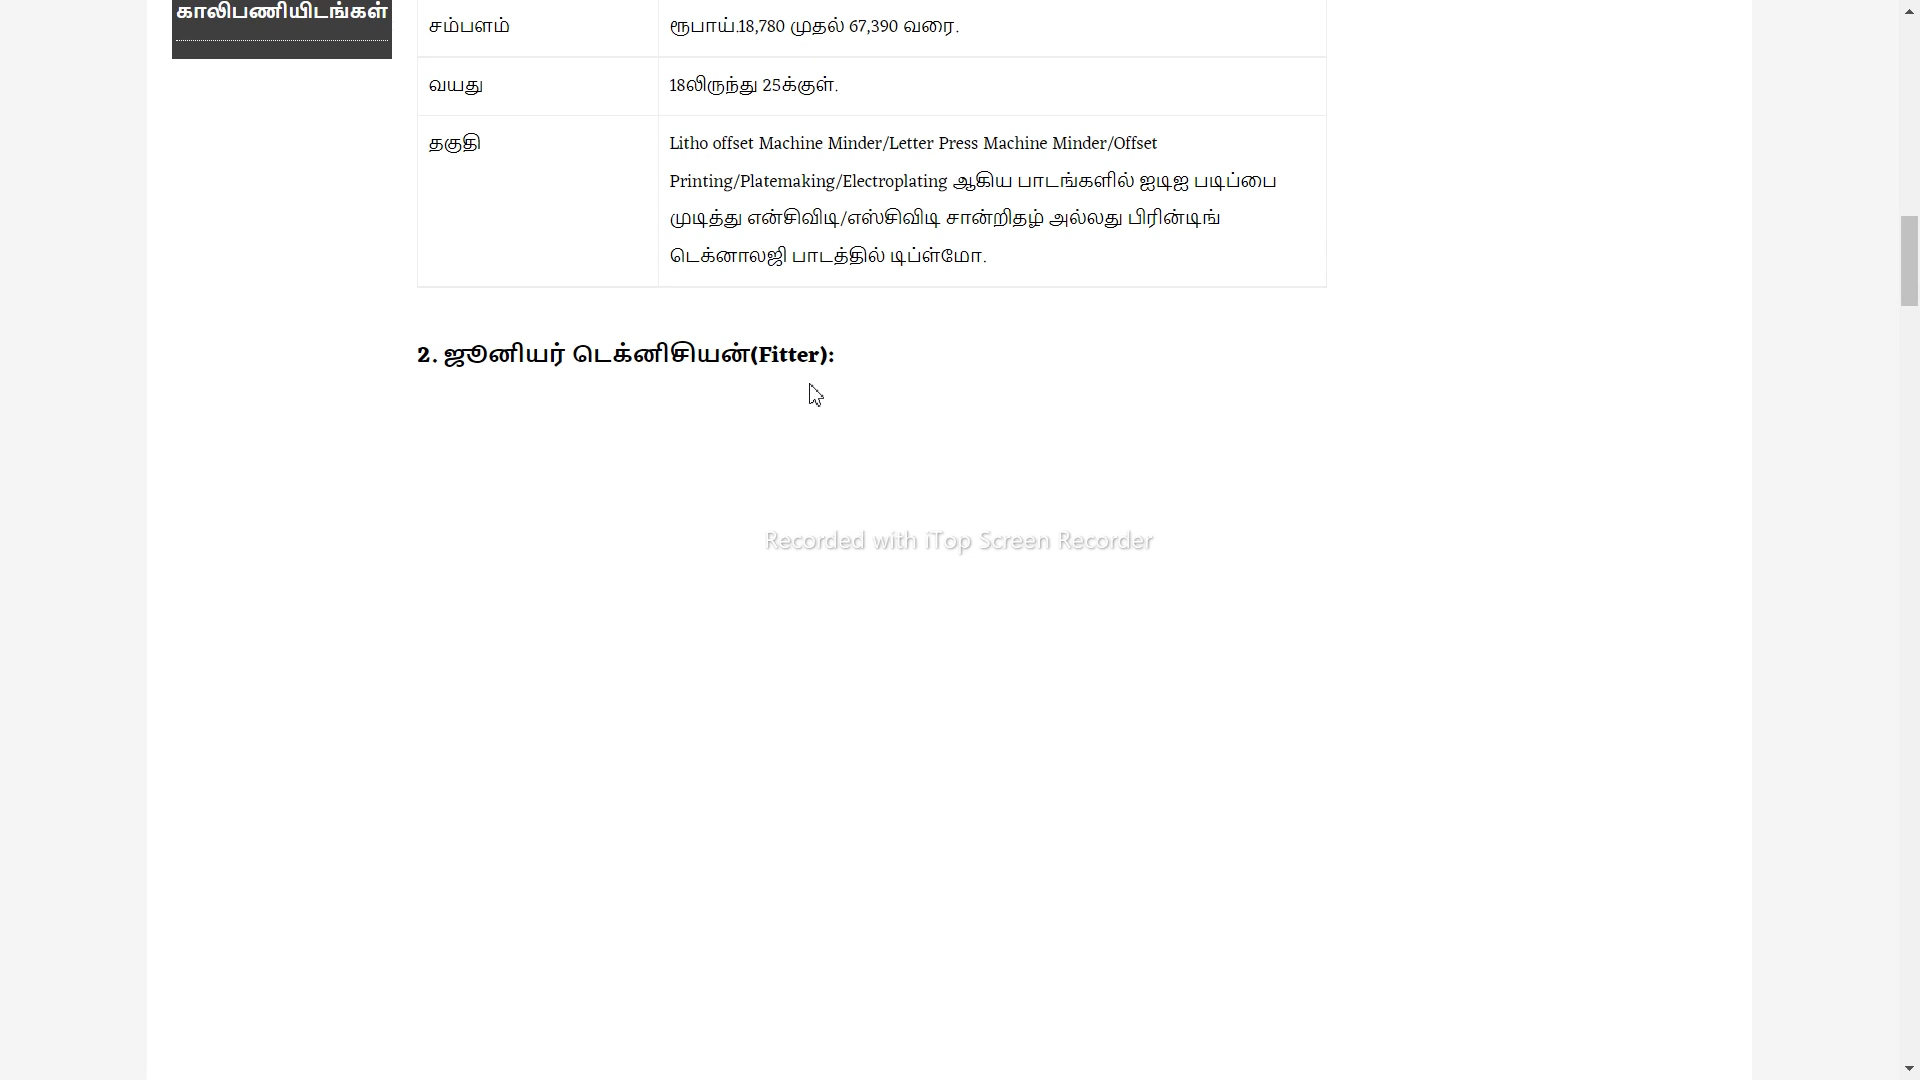 காலிபணியிடங்கள்
சம்பளம்
ரூபாய்.18,780 முதல் 67,390 வரை.
வயது
18லிருந்து 25க்குள்.
தகுதி
Litho offset Machine Minder/Letter Press Machine Minder/Offset
Printing/Platemaking/Electroplating ஆகிய பாடங்களில் ஐடிஐ படிப்பை
முடித்து என்சிவிடி/எஸ்சிவிடி சான்றிதழ் அல்லது பிரின்டிங்
டெக்னாலஜி பாடத்தில் டிப்ள்மோ.
2. ஜூனியர் டெக்னிசியன்(Fitter):
Recorded with iTop Screen Recorder